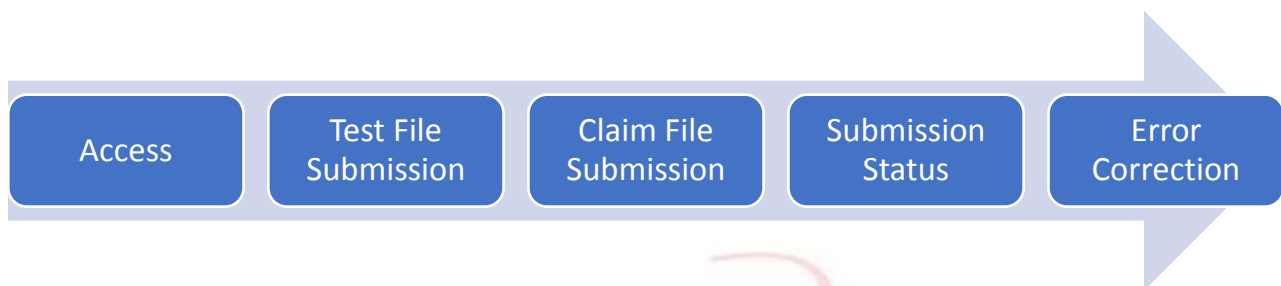 Access
Test File
Submission
Claim File
Submission
Submission
Status
Error
Correction